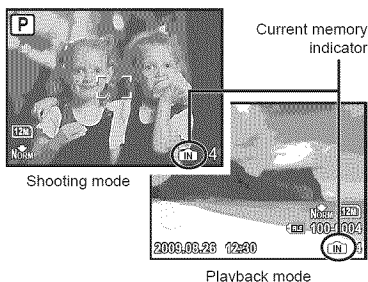 P
Current memory
indicator
12M
NORM
IN 4
Shooting mode
NORM 12M
100-0004
2009.08.26 12:30
IN 4
Playback mode